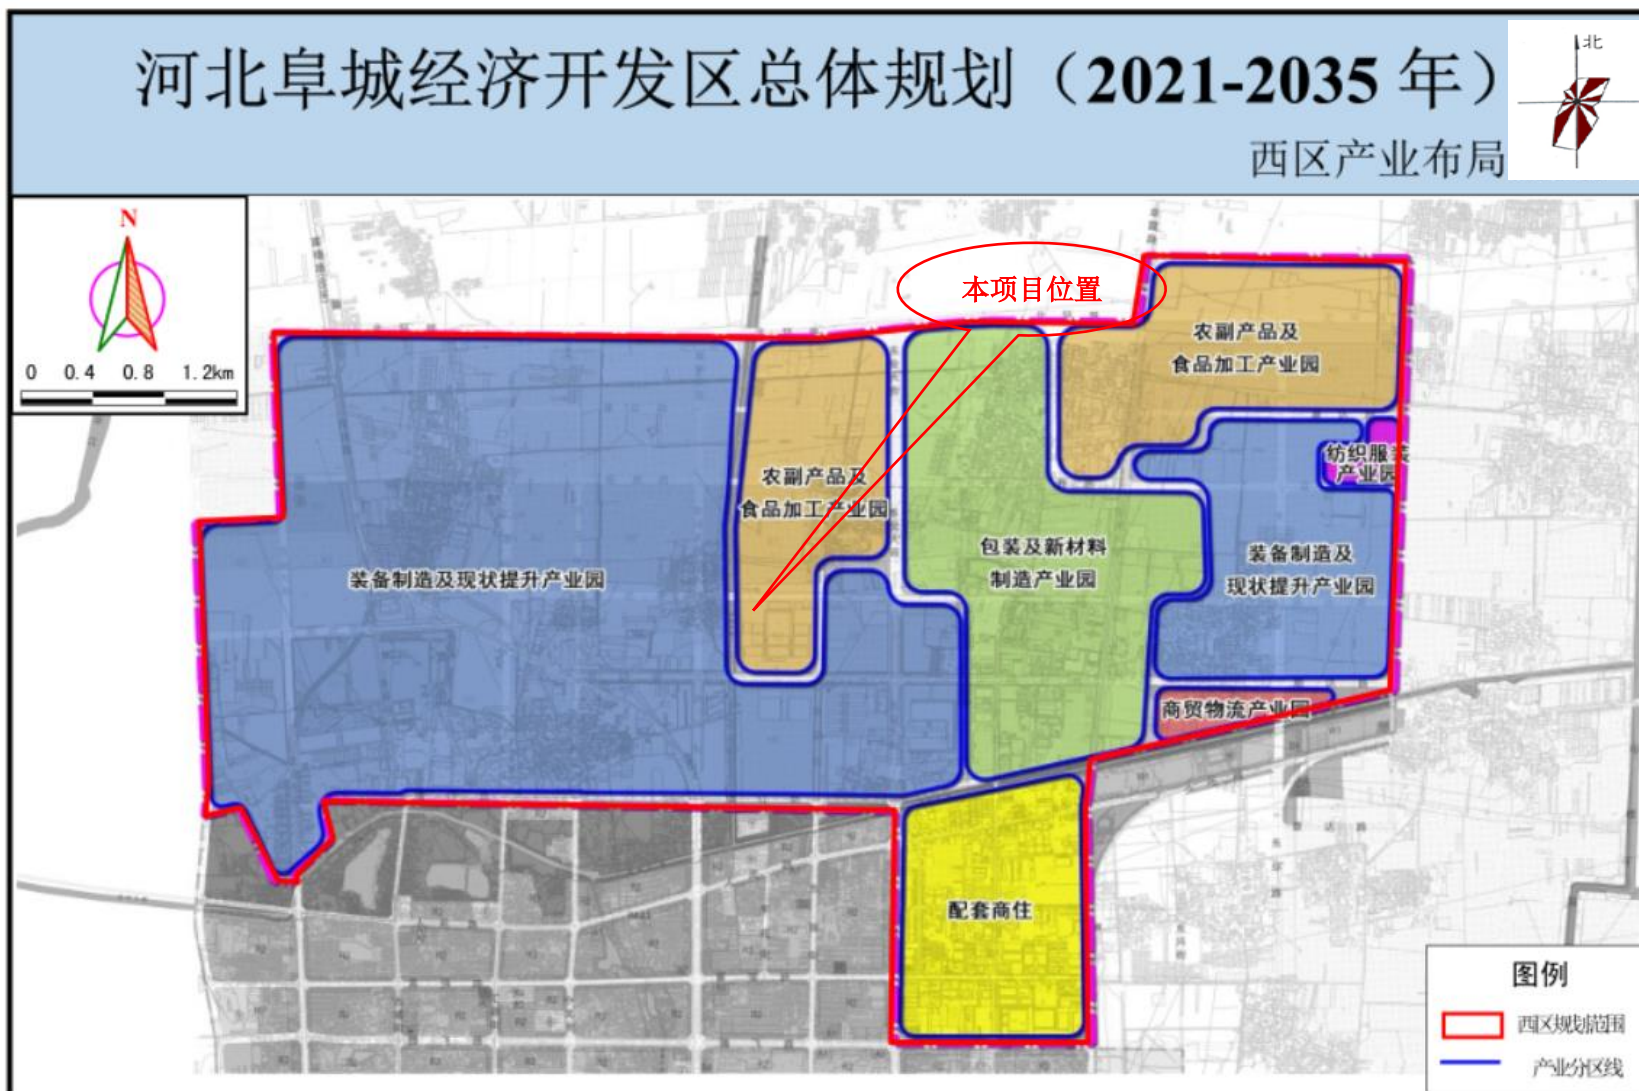 河北阜城经济开发区总体规划（2021-2035 年）
西区产业布局
北
N
0 0.4 0.8 1.2km
本项目位置
农副产品及
食品加工产业园
农副产品及
食品加工产业园
纺织服装
产业园
装备制造及现状提升产业园
包装及新材料
制造产业园
装备制造及
现状提升产业园
商贸物流产业园
配套商住
图例
西区规划范围
产业分区线